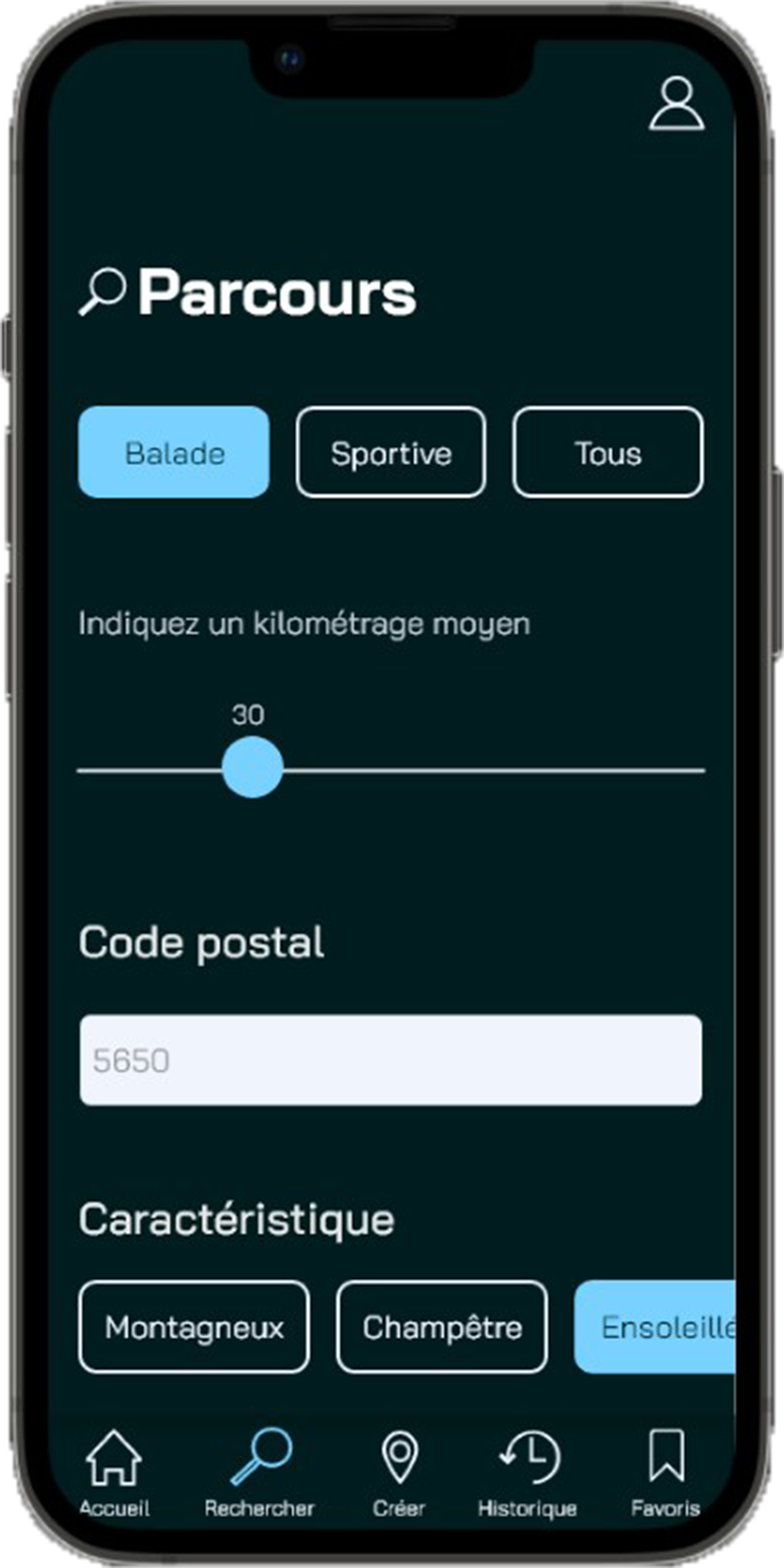 Parcours
Balade Sportive Tous
Indiquez un kilométrage moyen
30
Code postal
5650
Caractéristique
Montagneux Champêtre Ensoleillé
Accueil Rechercher Créer Historique Favoris